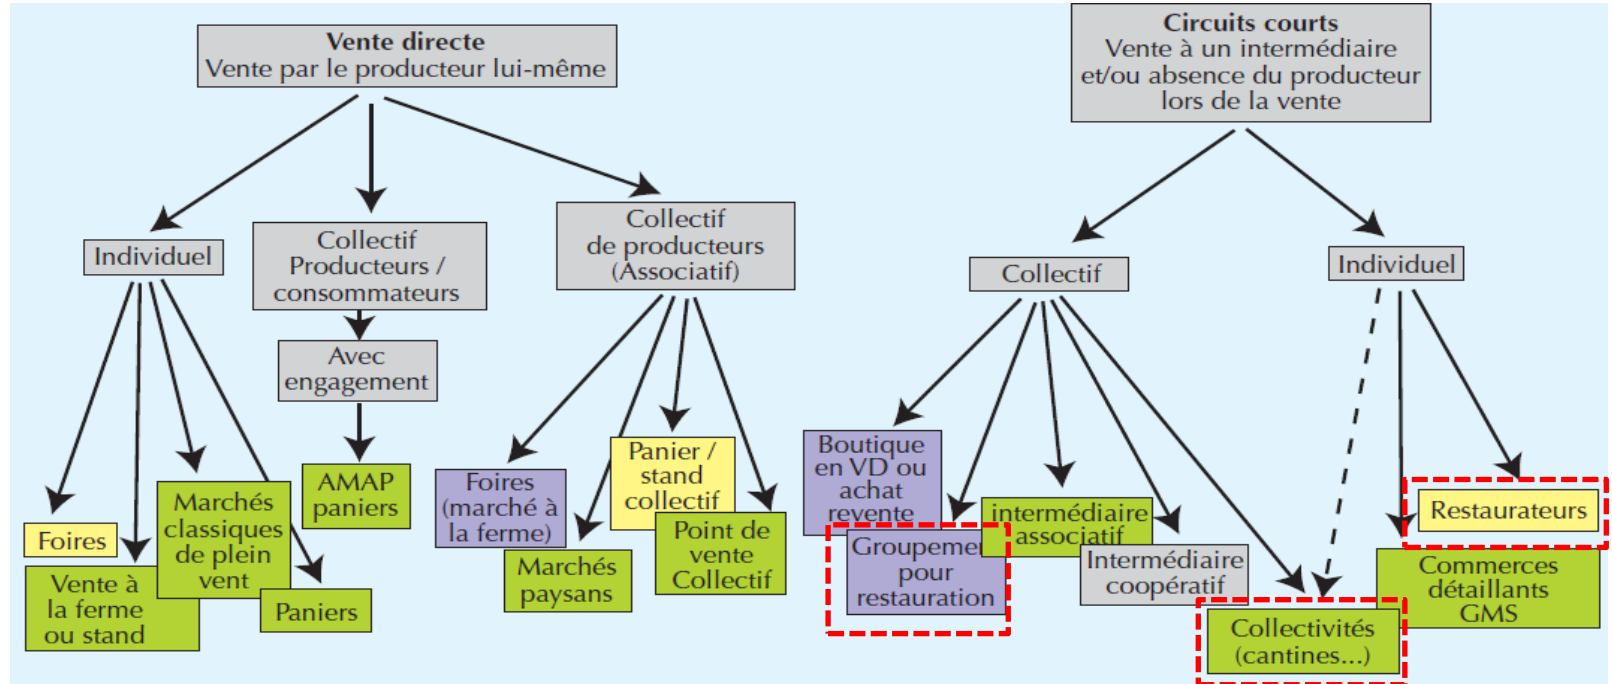 Vente directe
Vente par le producteur lui-même
Circuits courts
Vente à un intermédiaire
et/ou absence du producteur
lors de la vente
Individuel
Collectif
Producteurs /
consommateurs
Collectif
de producteurs
(Associatif)
Collectif
Individuel
Avec
engagement
Foires
Vente à
la ferme
ou stand
Marchés
classiques
de plein
vent
Paniers
AMAP
paniers
Foires
(marché à
la ferme)
Marchés
paysans
Panier /
stand
collectif
Point de
vente
Collectif
Boutique
en VD ou
achat
revente
Groupemen
pour
restauration
intermédiaire
associatif
Intermédiaire
coopératif
Collectivités
(cantines...)
Commerces
détaillants
GMS
Restaurateurs